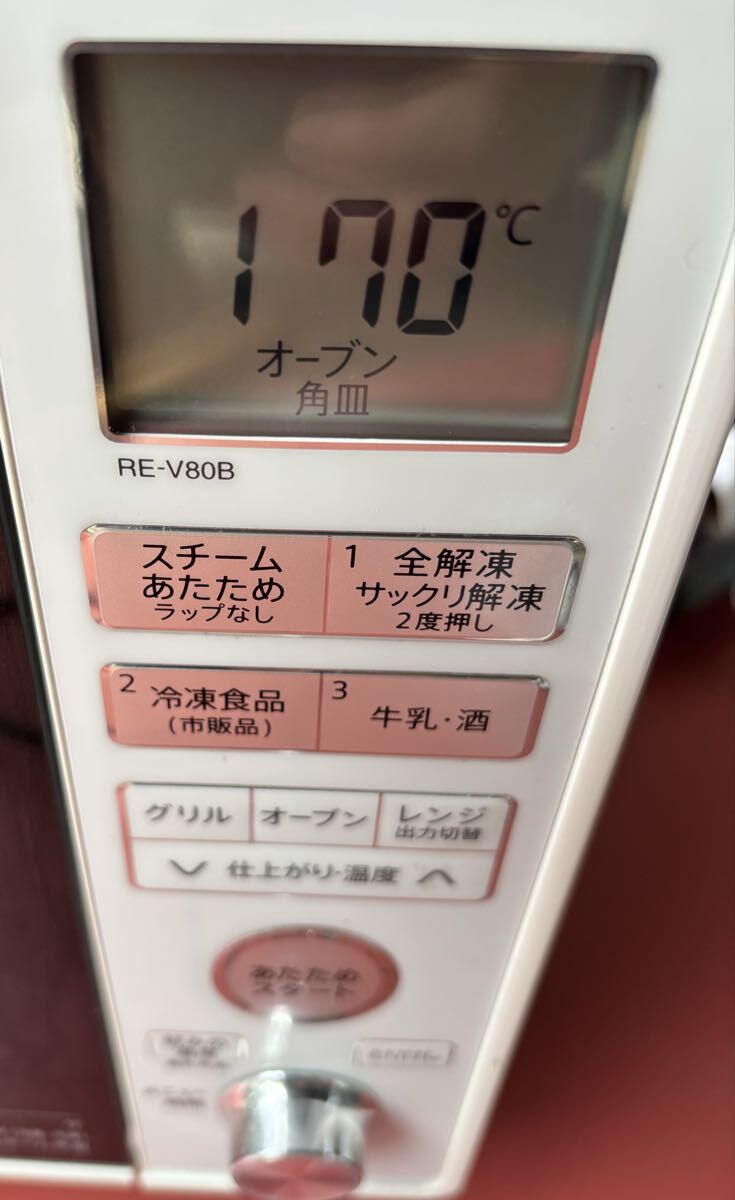 170℃
オーブン
角皿
RE-V80B
スチーム
あたため
ラップなし
1 全解凍
サックリ解凍
2度押し
2 冷凍食品
(市販品)
3 牛乳・酒
グリル
オーブン
レンジ
出力切替
仕上がり・温度
あたため
スタート